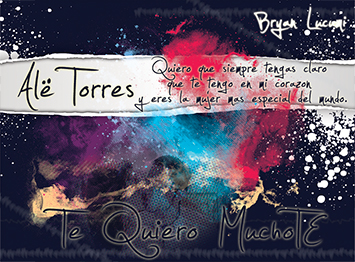 Bryan Lucumi
Quiero que siempre tengas claro
Alë Torres
que te tengo en mi corazon
y eres la mujer mas especial del mundo.
Te Quiero MuchoTE